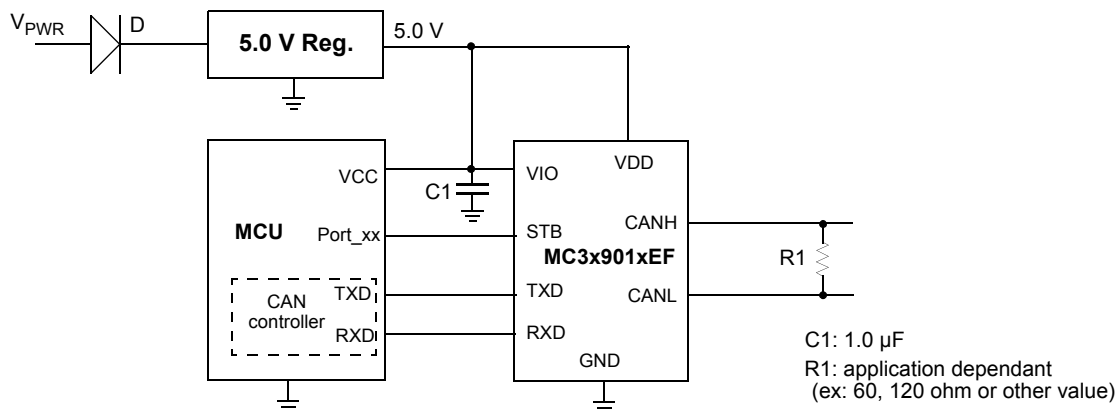 V_PWR D
5.0 V Reg.
5.0 V
VCC
C1
VIO
VDD
MCU
Port_xx
STB
CANH
MC3x901xEF
R1
CAN
controller
TXD
TXD
CANL
RXD
RXD
GND
C1: 1.0 µF
R1: application dependant
(ex: 60, 120 ohm or other value)